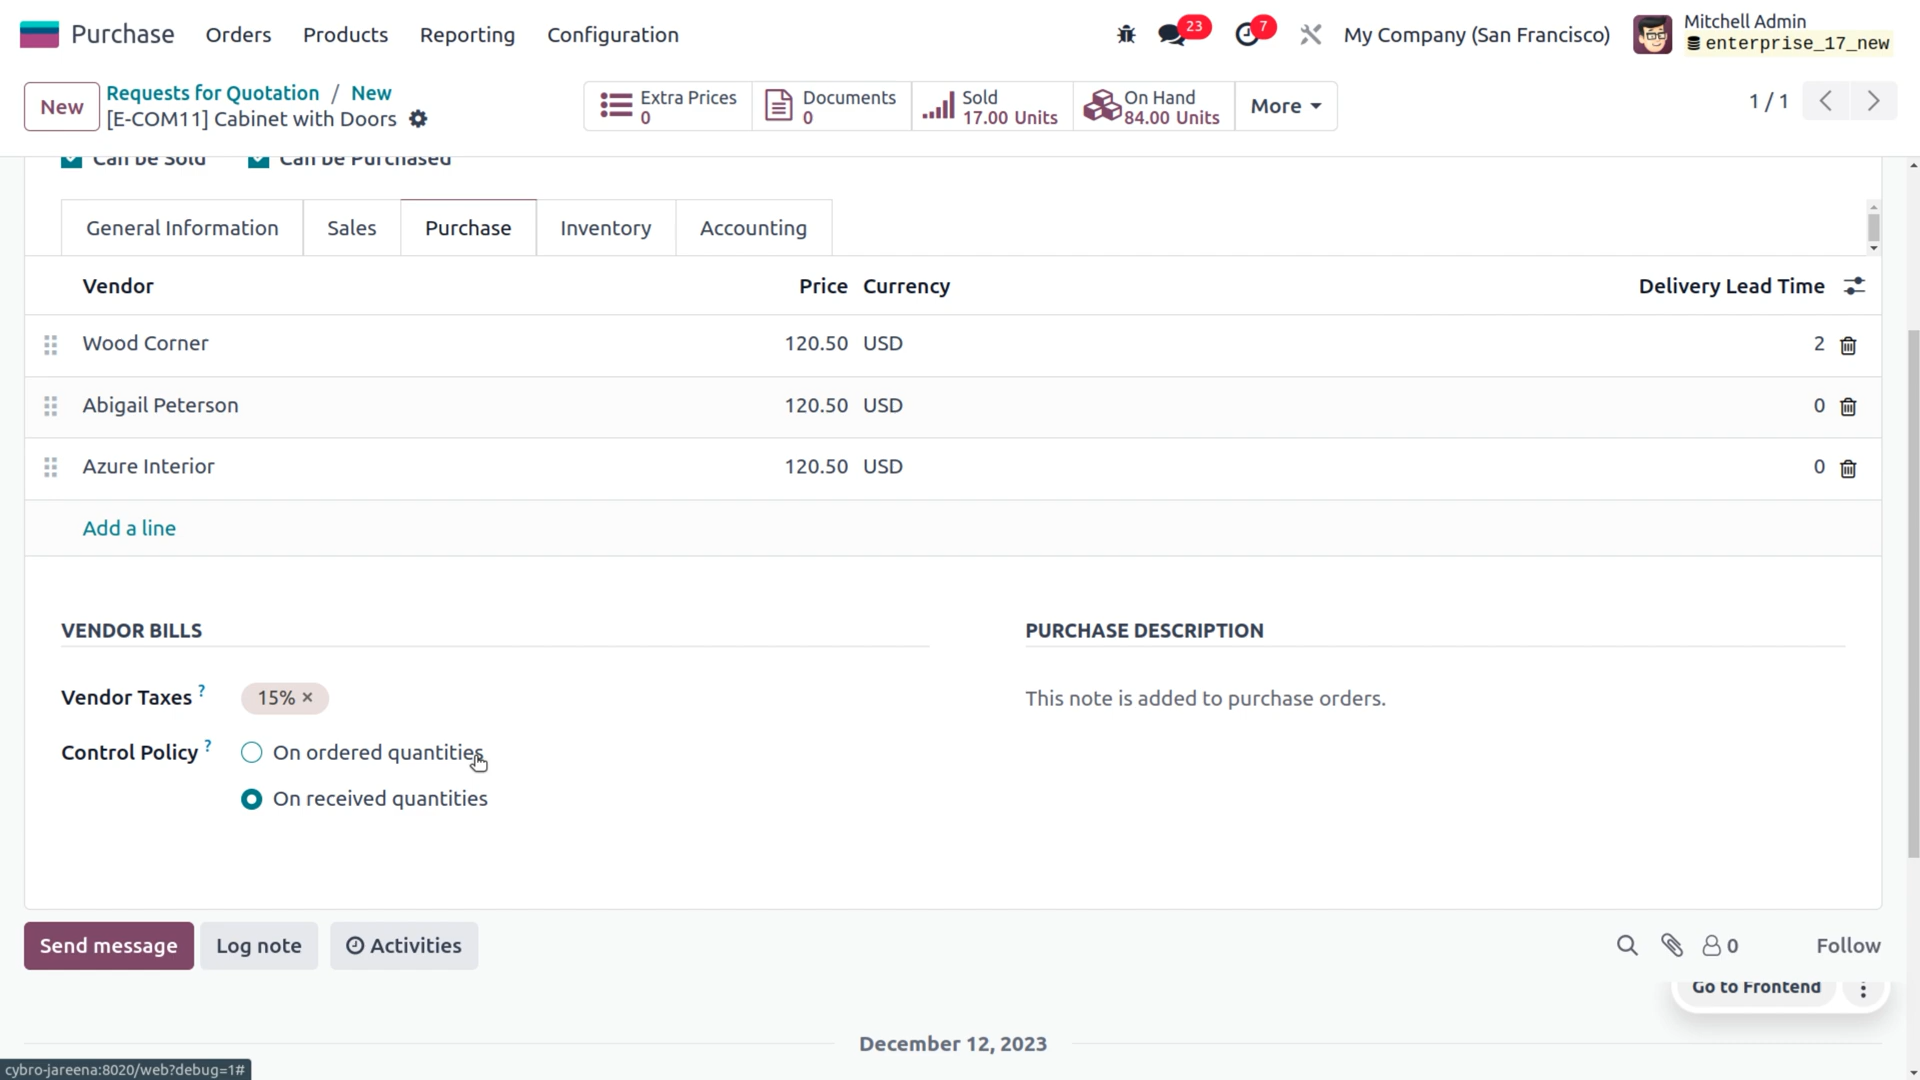 Purchase Orders Products Reporting Configuration 23 7 My Company (San Francisco) Mitchell Admin
enterprise_17_new
New Requests for Quotation / New
[E-COM11] Cabinet with Doors
Extra Prices 0
Documents 0
Sold 17.00 Units
On Hand 84.00 Units
More
1 / 1
Can be Sold Can be Purchased
General Information Sales Purchase Inventory Accounting
Vendor Price Currency Delivery Lead Time
Wood Corner 120.50 USD 2
Abigail Peterson 120.50 USD 0
Azure Interior 120.50 USD 0
Add a line
VENDOR BILLS PURCHASE DESCRIPTION
Vendor Taxes ? 15% × This note is added to purchase orders.
Control Policy ? On ordered quantities
On received quantities
Send message Log note Activities 0 Follow
Go to Frontend
December 12, 2023
cybro-jareena:8020/web?debug=1#